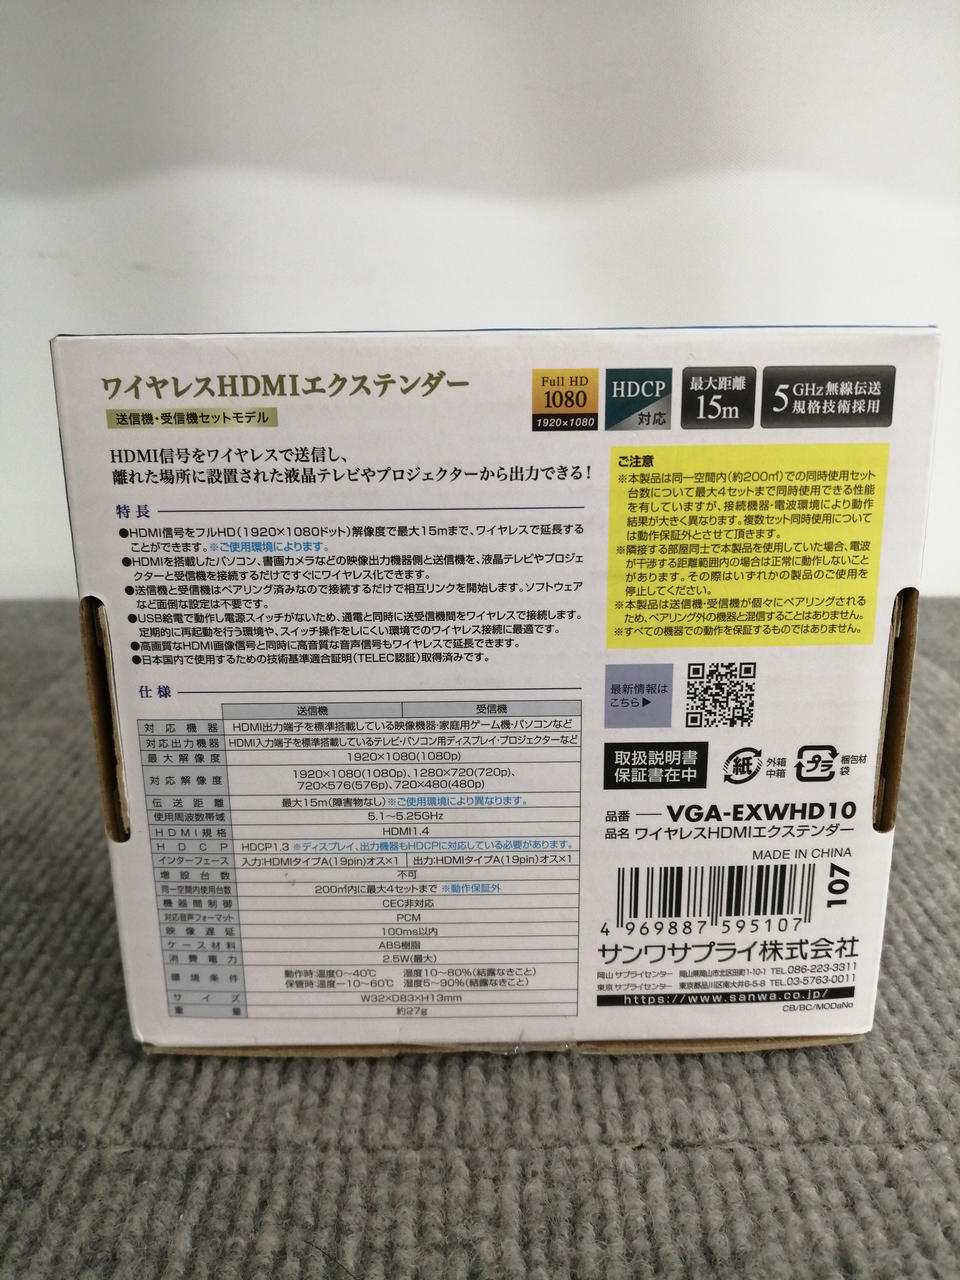 ワイヤレスHDMIエクステンダー
送信機・受信機セットモデル
Full HD
1080
1920×1080
HDCP
対応
最大距離
15m
5GHz無線伝送
規格技術採用
HDMI信号をワイヤレスで送信し、
離れた場所に設置された液晶テレビやプロジェクターから出力できる!
特長
●HDMI信号をフルHD(1920×1080ドット)解像度で最大15mまで、ワイヤレスで延長する
ことができます。※ご使用環境によります。
●HDMIを搭載したパソコン、書画カメラなどの映像出力機器側と送信機を、液晶テレビやプロジェ
クターと受信機を接続するだけですぐにワイヤレス化できます。
●送信機と受信機はペアリング済みなので接続するだけで相互リンクを開始します。ソフトウェア
など面倒な設定は不要です。
●USB給電で動作し電源スイッチがないため、通電と同時に送受信機間をワイヤレスで接続します。
定期的に再起動を行う環境や、スイッチ操作をしにくい環境でのワイヤレス接続に最適です。
●高画質なHDMI画像信号と同時に高音質な音声信号もワイヤレスで延長できます。
●日本国内で使用するための技術基準適合証明(TELEC認証)取得済みです。
ご注意
※本製品は同一空間内(約200㎡)での同時使用セット
台数について最大4セットまで同時使用できる性能
を有していますが、接続機器・電波環境により動作
結果が大きく異なります。複数セット同時使用について
は動作保証外とさせて頂きます。
※隣接する部屋同士で本製品を使用していた場合、電波
が干渉する距離範囲内の場合は正常に動作しないこと
があります。その際はいずれかの製品のご使用を
停止してください。
※本製品は送信機・受信機が個々にペアリングされる
ため、ペアリング外の機器と混信することはありません。
※すべての機器での動作を保証するものではありません。
仕様
送信機 受信機
対応機器 HDMI出力端子を標準搭載している映像機器・家庭用ゲーム機・パソコンなど
対応出力機器 HDMI入力端子を標準搭載しているテレビ・パソコン用ディスプレイ・プロジェクターなど
最大解像度 1920×1080(1080p)
対応解像度 1920×1080(1080p)、1280×720(720p)、
720×576(576p)、720×480(480p)
伝送距離 最大15m(障害物なし)※ご使用環境により異なります。
使用周波数帯域 5.1〜5.25GHz
HDMI規格 HDMI1.4
HDCP HDCP1.3 ※ディスプレイ、出力機器もHDCPに対応している必要があります。
インターフェース 入力:HDMIタイプA(19pin)オス×1 出力:HDMIタイプA(19pin)オス×1
増設台数 不可
同一空間内使用台数 200㎡内に最大4セットまで ※動作保証外
機器間制御 CEC非対応
対応音声フォーマット PCM
映像遅延 100ms以内
ケース材料 ABS樹脂
消費電力 2.5W(最大)
環境条件 動作時:温度0〜40℃ 湿度10〜80%(結露なきこと)
保管時:温度−10〜60℃ 湿度5〜90%(結露なきこと)
サイズ W32×D83×H13mm
重量 約27g
最新情報は
こちら▶
取扱説明書
保証書在中
紙
外箱
中箱
プラ
梱包材
袋
品番 ― VGA-EXWHD10
品名 ワイヤレスHDMIエクステンダー
MADE IN CHINA
107
4 969887 595107
サンワサプライ株式会社
岡山サプライセンター 岡山県岡山市北区田町1-10-1 TEL.086-223-3311
東京サプライセンター 東京都品川区南大井6-5-8 TEL.03-5763-0011
https://www.sanwa.co.jp/
CB/BC/MODaNo